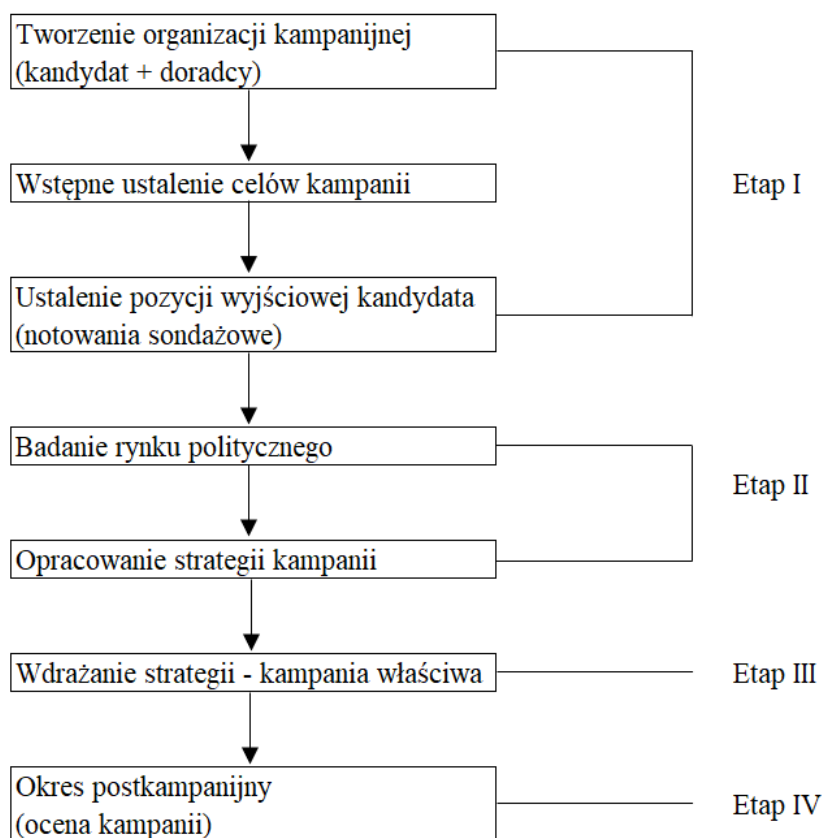 Tworzenie organizacji kampanijnej
(kandydat + doradcy)
Wstępne ustalenie celów kampanii
Etap I
Ustalenie pozycji wyjściowej kandydata
(notowania sondażowe)
Badanie rynku politycznego
Etap II
Opracowanie strategii kampanii
Wdrażanie strategii - kampania właściwa
Etap III
Okres postkampanijny
(ocena kampanii)
Etap IV